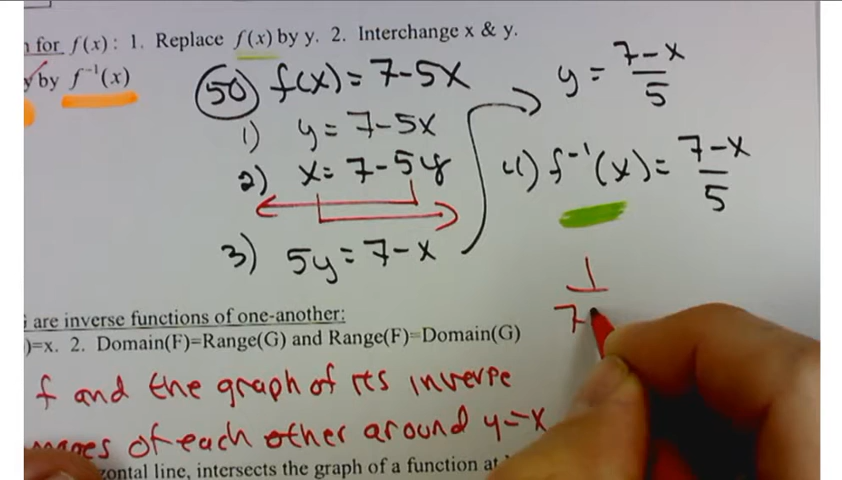 for f(x): 1. Replace f(x) by y. 2. Interchange x & y.
y by f⁻¹(x)
50 f(x) = 7-5x
1) y = 7-5x
2) x = 7-5y
3) 5y = 7-x
y = 7-x / 5
4) f⁻¹(x) = 7-x / 5
1 / 7
are inverse functions of one-another:
)=x. 2. Domain(F)=Range(G) and Range(F)=Domain(G)
f and the graph of its inverse
of each other around y=x
zontal line, intersects the graph of a function at